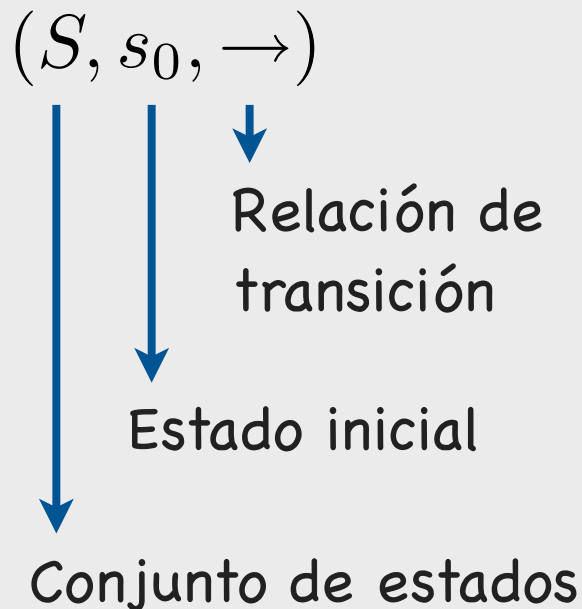 (S, s₀, →)
Relación de
transición
Estado inicial
Conjunto de estados